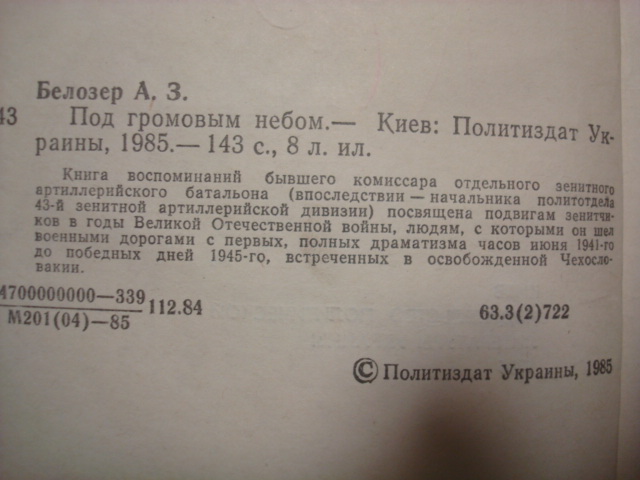 Белозер А. З.
43 Под громовым небом.— Киев: Политиздат Ук-
раины, 1985.— 143 с., 8 л. ил.
Книга воспоминаний бывшего комиссара отдельного зенитного
артиллерийского батальона (впоследствии — начальника политотдела
43-й зенитной артиллерийской дивизии) посвящена подвигам зенитчи-
ков в годы Великой Отечественной войны, людям, с которыми он шел
военными дорогами с первых, полных драматизма часов июня 1941-го
до победных дней 1945-го, встреченных в освобожденной Чехосло-
вакии.
4700000000—339
М201(04)—85
112.84
63.3(2)722
© Политиздат Украины, 1985